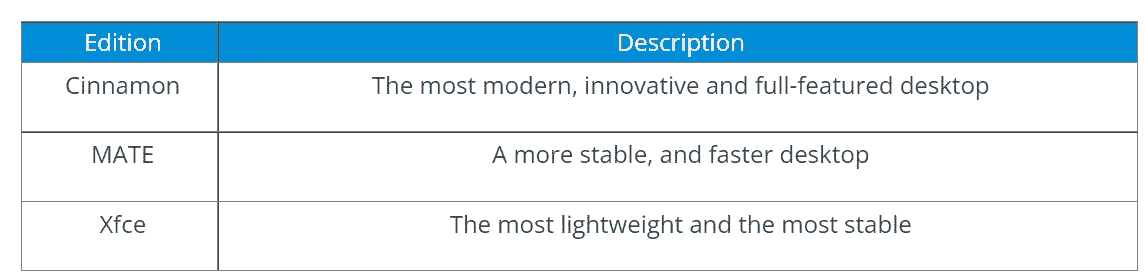 Edition Description
Cinnamon The most modern, innovative and full-featured desktop
MATE A more stable, and faster desktop
Xfce The most lightweight and the most stable